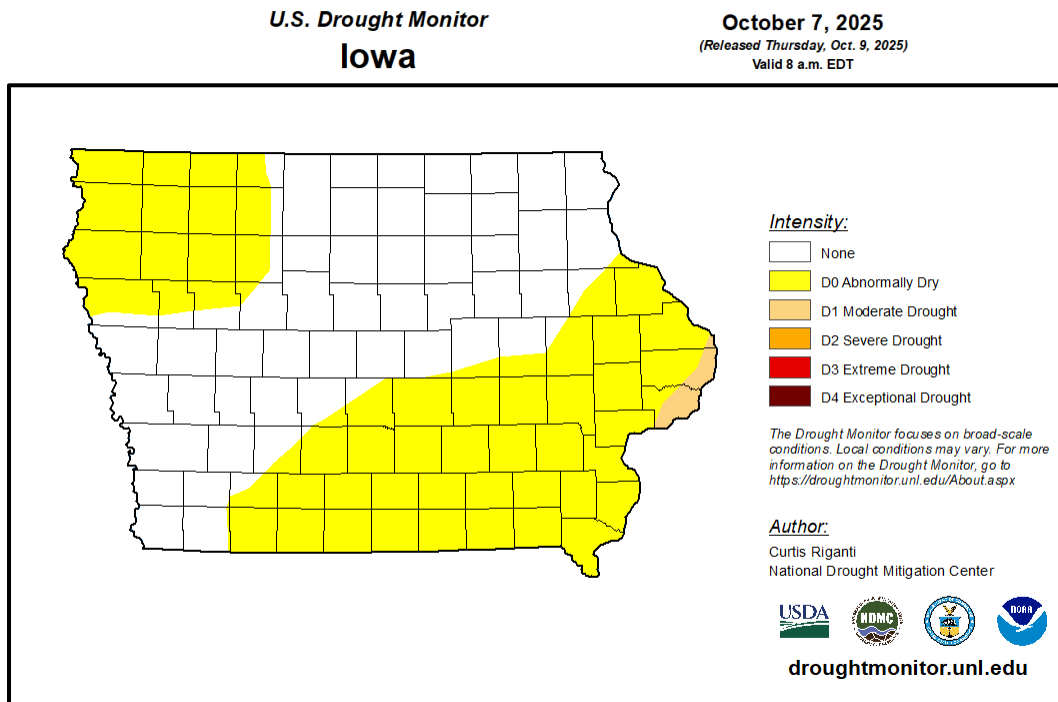 U.S. Drought Monitor
Iowa
October 7, 2025
(Released Thursday, Oct. 9, 2025)
Valid 8 a.m. EDT
Intensity:
None
D0 Abnormally Dry
D1 Moderate Drought
D2 Severe Drought
D3 Extreme Drought
D4 Exceptional Drought
The Drought Monitor focuses on broad-scale
conditions. Local conditions may vary. For more
information on the Drought Monitor, go to
https://droughtmonitor.unl.edu/About.aspx
Author:
Curtis Riganti
National Drought Mitigation Center
USDA
NDMC
NOAA
droughtmonitor.unl.edu